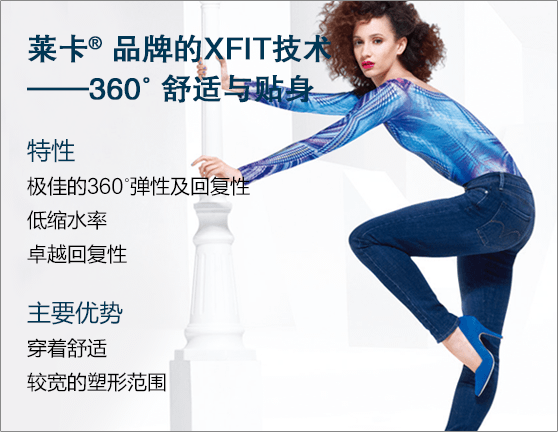 莱卡® 品牌的XFIT技术
——360° 舒适与贴身
特性
极佳的360°弹性及回复性
低缩水率
卓越回复性
主要优势
穿着舒适
较宽的塑形范围